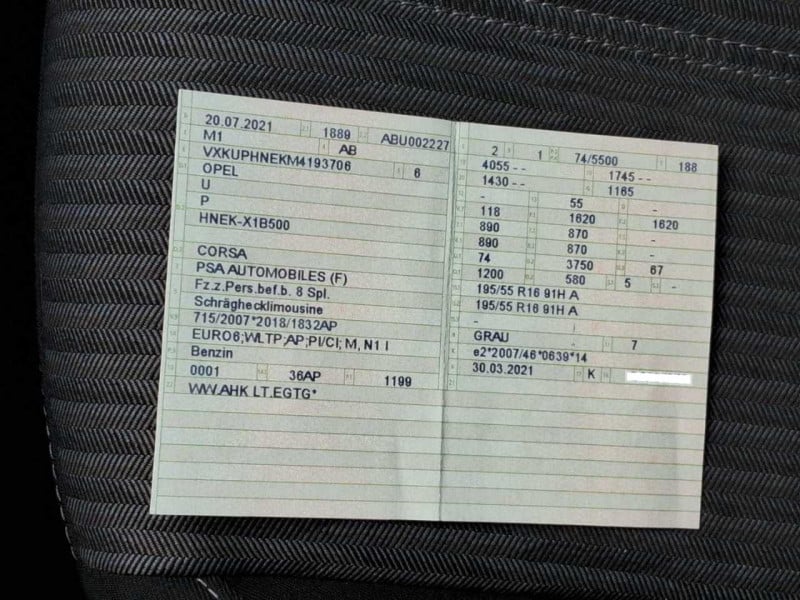 20.07.2021 1889 ABU002227
M1 AB
VXKUPHNEKM4193706 6
OPEL
U
P
HNEK-X1B500
CORSA
PSA AUTOMOBILES (F)
Fz.z.Pers.bef.b. 8 Spl.
Schräghecklimousine
715/2007*2018/1832AP
EURO6;WLTP;AP;PI/CI; M, N1 I
Benzin
0001 36AP 1199
WW.AHK LT.EGTG*
2 1 74/5500 188
4055 - - 1745 - -
1430 - - 1165
- 55 -
118 1620 1620
890 870 -
890 870 -
74 3750 67
1200 580 5 -
195/55 R16 91H A
195/55 R16 91H A
-
GRAU 7
e2*2007/46*0639*14
30.03.2021 K